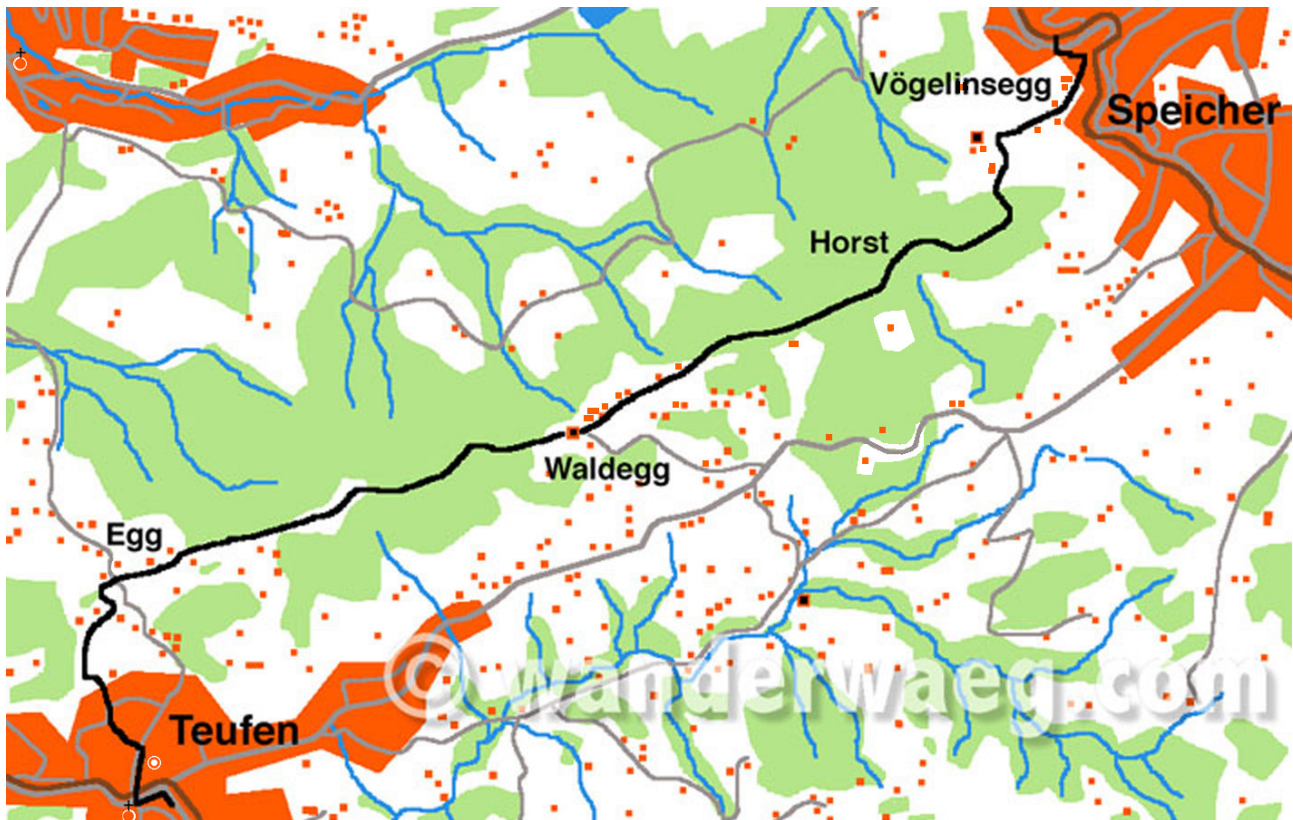 Vögelinsegg
Speicher
Horst
Waldegg
Egg
© wanderwaeg.com
Teufen